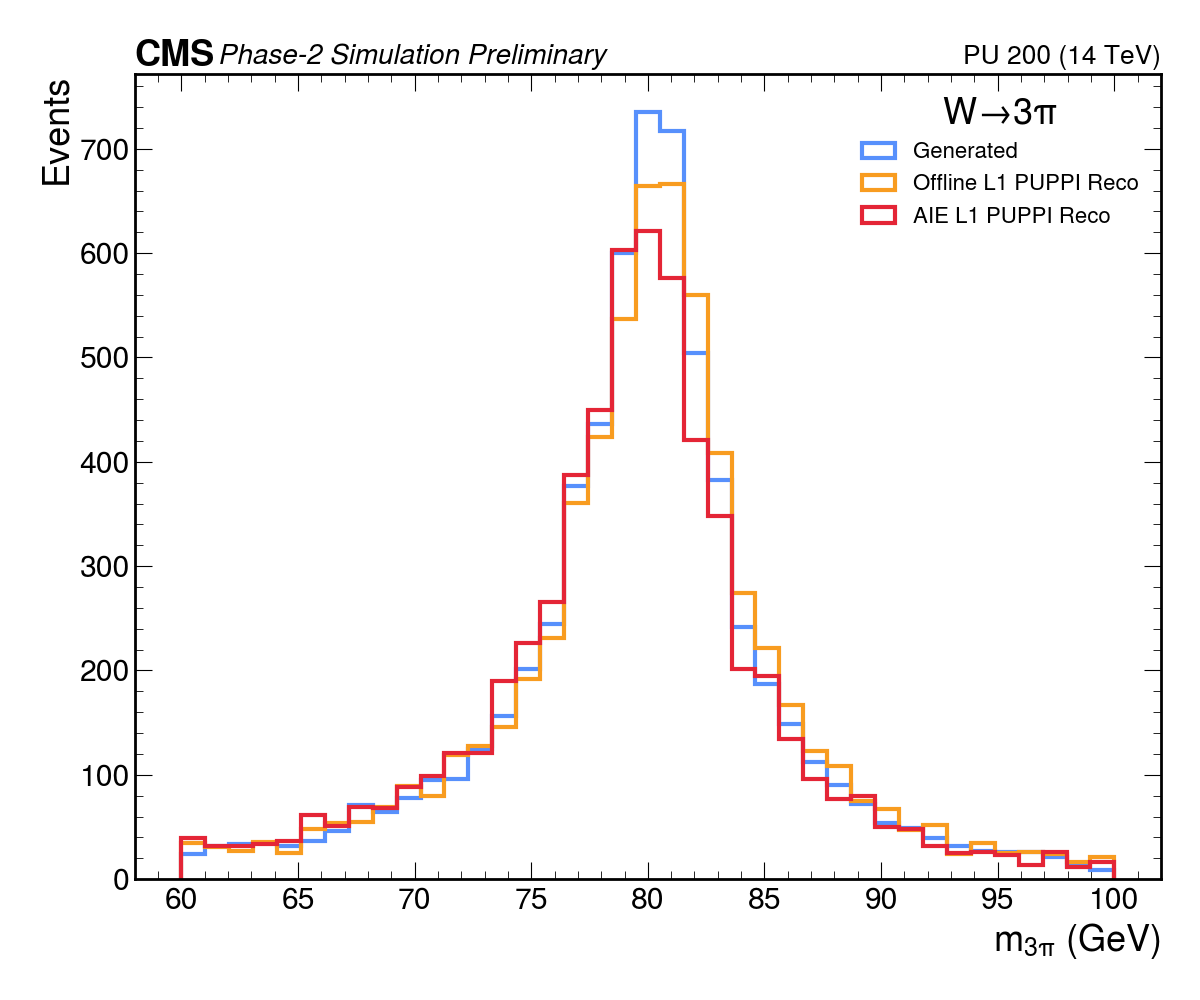 CMS Phase-2 Simulation Preliminary PU 200 (14 TeV)
Events
W→3π
Generated
Offline L1 PUPPI Reco
AIE L1 PUPPI Reco
700
600
500
400
300
200
100
0
60 65 70 75 80 85 90 95 100
m3π (GeV)